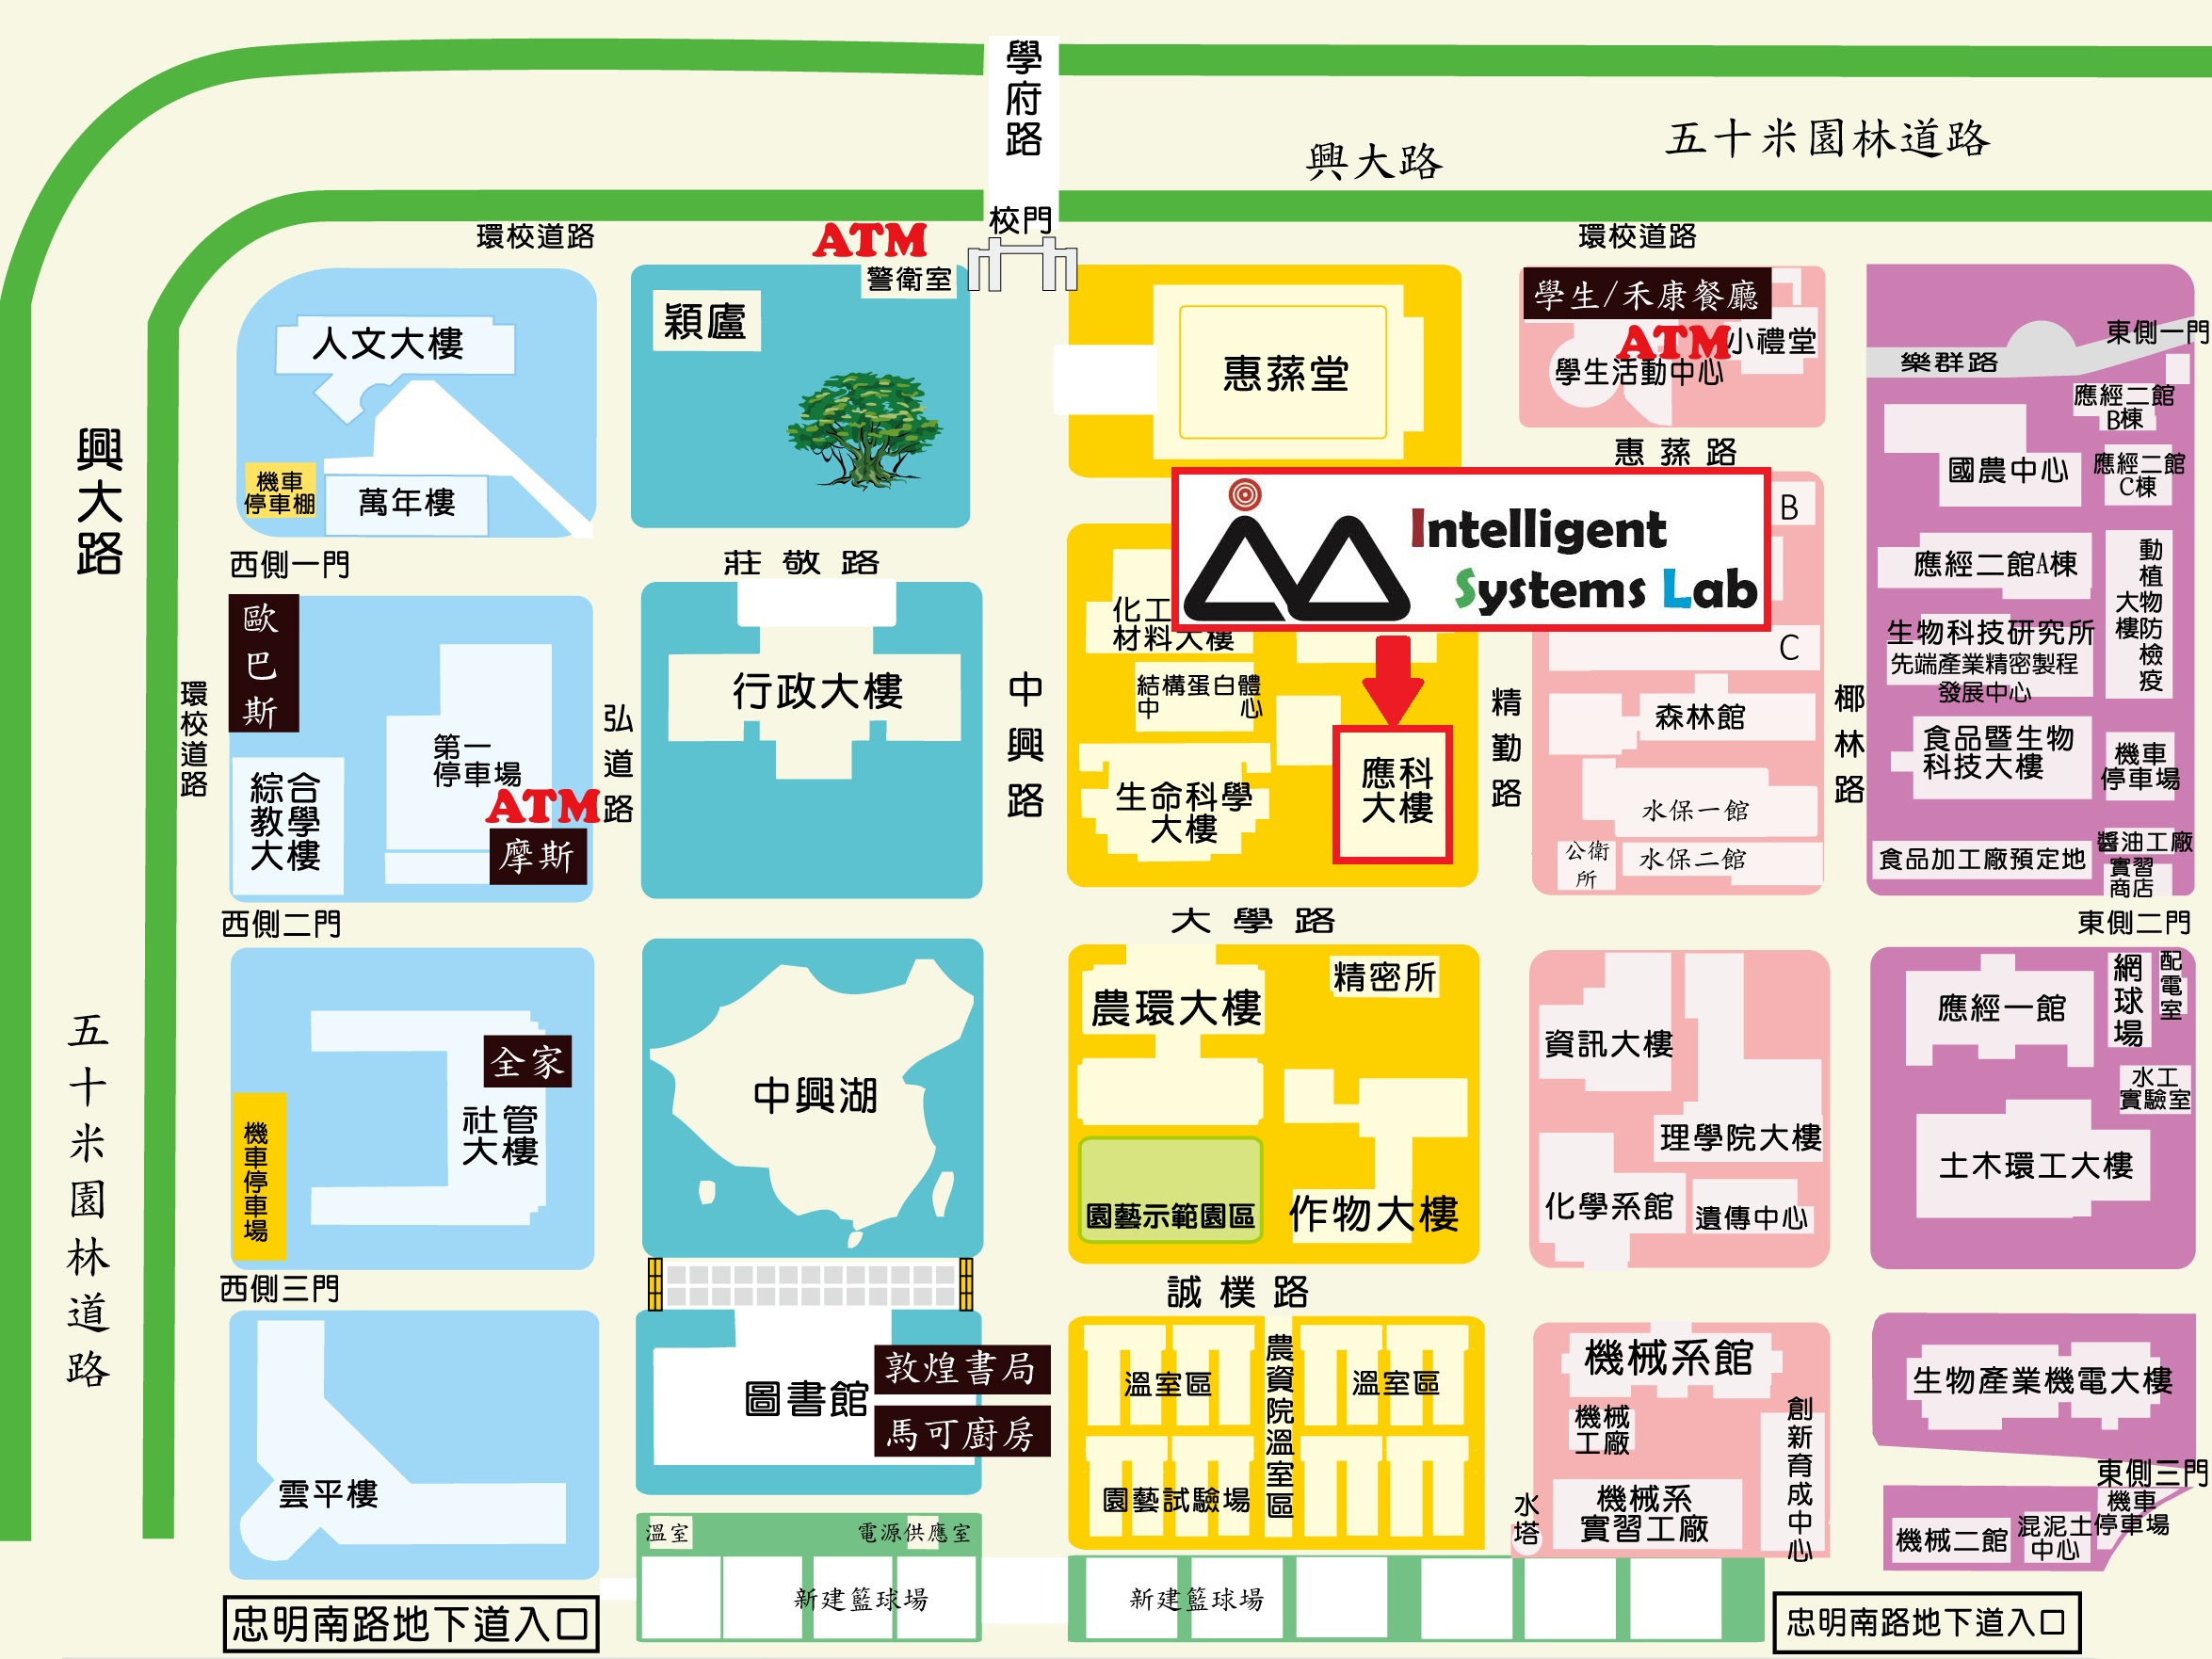 學府路
興大路
五十米園林道路
校門
環校道路
ATM
警衛室
環校道路
學生/禾康餐廳
ATM
小禮堂
學生活動中心
穎廬
人文大樓
惠蓀堂
東側一門
樂群路
應經二館
B棟
國農中心
應經二館
C棟
惠蓀路
機車
停車棚
萬年樓
興大路
西側一門
莊敬路
Intelligent
Systems Lab
B
C
化工
材料大樓
應經二館A棟
動植物防檢疫
大樓
生物科技研究所
先端產業精密製程
發展中心
歐巴斯
環校道路
第一
停車場
ATM
摩斯
綜合
教學
大樓
弘道路
行政大樓
中興路
結構蛋白體
中心
生命科學
大樓
應科
大樓
精勤路
森林館
水保一館
公衛
所
水保二館
椰林路
食品暨生物
科技大樓
機車
停車場
食品加工廠預定地
醬油工廠
實習
商店
西側二門
大學路
東側二門
五十米園林道路
全家
社管
大樓
機車停車場
中興湖
農環大樓
精密所
園藝示範園區
作物大樓
資訊大樓
理學院大樓
化學系館
遺傳中心
應經一館
網球場
配電室
水工
實驗室
土木環工大樓
西側三門
誠樸路
雲平樓
圖書館
敦煌書局
馬可廚房
溫室區
農資院溫室區
溫室區
園藝試驗場
機械系館
機械
工廠
創新育成中心
機械系
實習工廠
水塔
生物產業機電大樓
東側三門
機車
停車場
機械二館
混泥土
中心
溫室
電源供應室
新建籃球場
新建籃球場
忠明南路地下道入口
忠明南路地下道入口